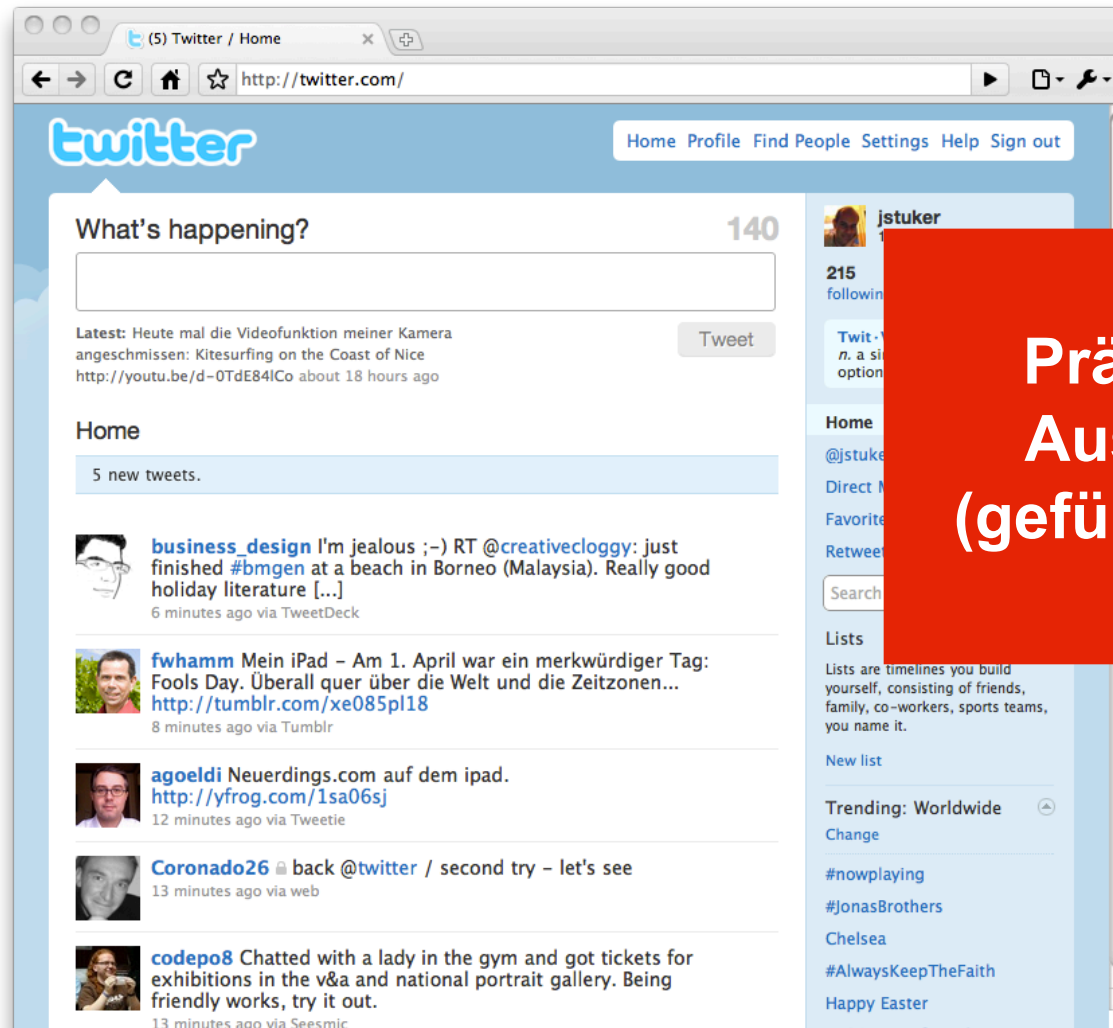 (5) Twitter / Home
http://twitter.com/
twitter
Home Profile Find People Settings Help Sign out
What's happening?
140
Latest: Heute mal die Videofunktion meiner Kamera
angeschmissen: Kitesurfing on the Coast of Nice
http://youtu.be/d-0TdE84lCo about 18 hours ago
Tweet
Home
5 new tweets.
business_design I'm jealous ;-) RT @creativecloggy: just
finished #bmgen at a beach in Borneo (Malaysia). Really good
holiday literature [...]
6 minutes ago via TweetDeck
fwhamm Mein iPad – Am 1. April war ein merkwürdiger Tag:
Fools Day. Überall quer über die Welt und die Zeitzonen...
http://tumblr.com/xe085pl18
8 minutes ago via Tumblr
agoeldi Neuerdings.com auf dem ipad.
http://yfrog.com/1sa06sj
12 minutes ago via Tweetie
Coronado26 back @twitter / second try – let's see
13 minutes ago via web
codepo8 Chatted with a lady in the gym and got tickets for
exhibitions in the v&a and national portrait gallery. Being
friendly works, try it out.
13 minutes ago via Seesmic
jstuker
215
followin
Twit·
n. a si
option
Home
@jstuke
Direct
Favorite
Retweet
Search
Lists
Lists are timelines you build
yourself, consisting of friends,
family, co-workers, sports teams,
you name it.
New list
Trending: Worldwide
Change
#nowplaying
#JonasBrothers
Chelsea
#AlwaysKeepTheFaith
Happy Easter
Prä
Aus
(gefü